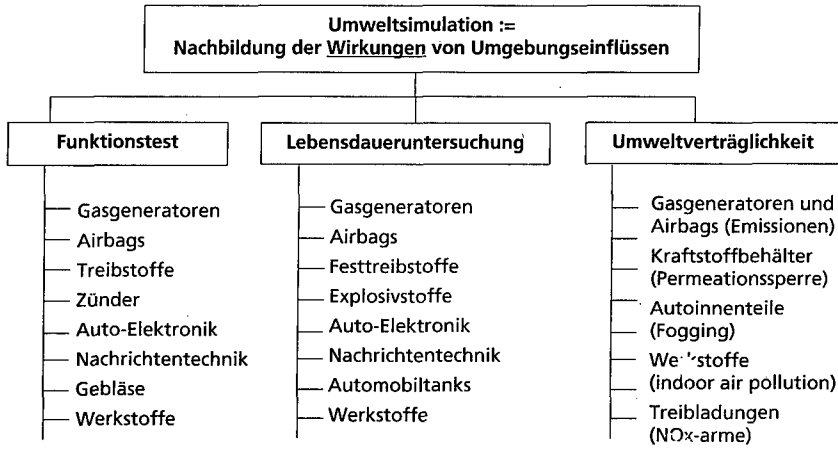 Umweltsimulation :=
Nachbildung der Wirkungen von Umgebungseinflüssen
Funktionstest
Gasgeneratoren
Airbags
Treibstoffe
Zünder
Auto-Elektronik
Nachrichtentechnik
Gebläse
Werkstoffe
Lebensdaueruntersuchung
Gasgeneratoren
Airbags
Festtreibstoffe
Explosivstoffe
Auto-Elektronik
Nachrichtentechnik
Automobiltanks
Werkstoffe
Umweltverträglichkeit
Gasgeneratoren und
Airbags (Emissionen)
Kraftstoffbehälter
(Permeationssperre)
Autoinnenteile
(Fogging)
Werkstoffe
(indoor air pollution)
Treibladungen
(NOx-arme)